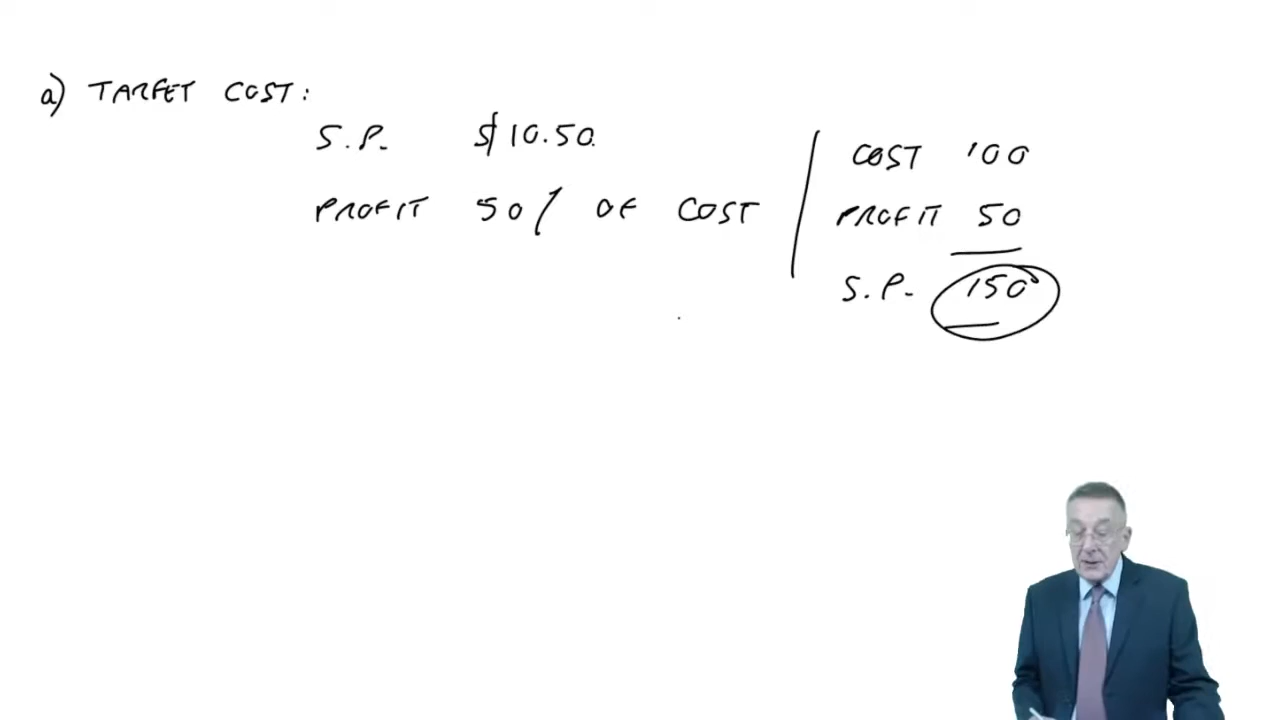 a) TARGET COST:
S.P. $10.50
PROFIT 50% OF COST
COST 100
PROFIT 50
S.P. 150